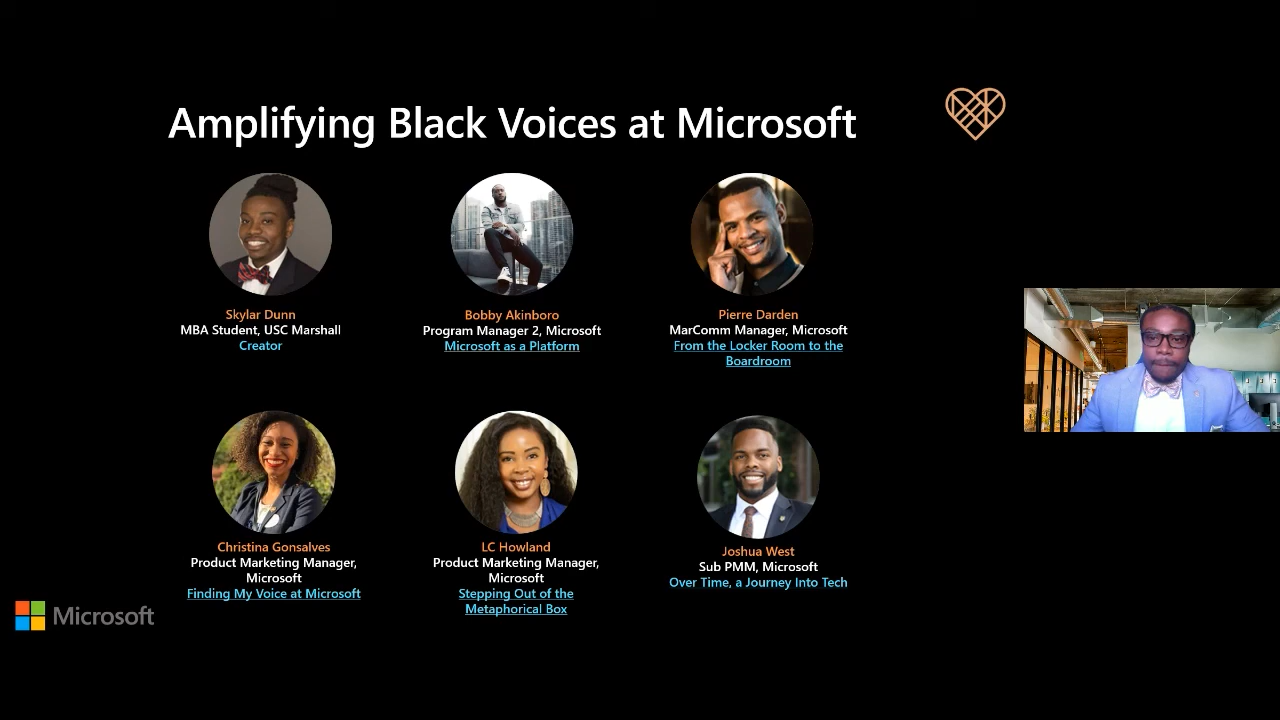 Amplifying Black Voices at Microsoft
Skylar Dunn
MBA Student, USC Marshall
Creator
Bobby Akinboro
Program Manager 2, Microsoft
Microsoft as a Platform
Pierre Darden
MarComm Manager, Microsoft
From the Locker Room to the
Boardroom
Christina Gonsalves
Product Marketing Manager,
Microsoft
Finding My Voice at Microsoft
LC Howland
Product Marketing Manager,
Microsoft
Stepping Out of the
Metaphorical Box
Joshua West
Sub PMM, Microsoft
Over Time, a Journey Into Tech
Microsoft